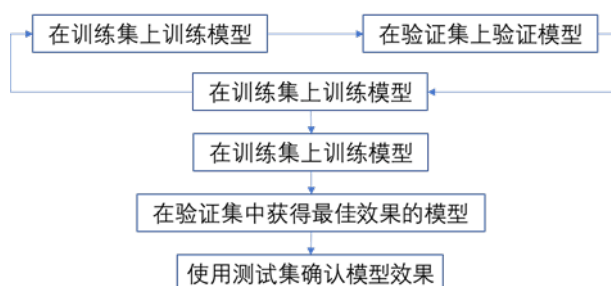 在训练集上训练模型
在验证集上验证模型
在训练集上训练模型
在训练集上训练模型
在验证集中获得最佳效果的模型
使用测试集确认模型效果